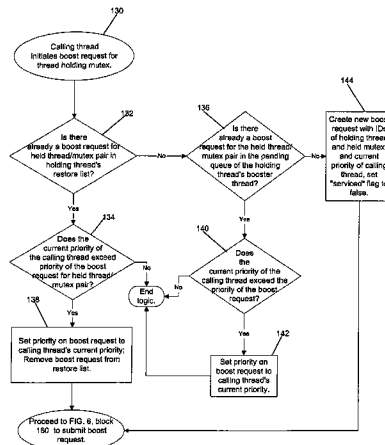 130
Calling thread
initiates boost request for
thread holding mutex.
132
Is there
already a boost request for
held thread/mutex pair in
holding thread's
restore list?
No
136
Is there
already a boost
request for the held thread/
mutex pair in the pending
queue of the
holding thread's
booster thread?
No
144
Create new boost
request with IDs
of holding thread
and held mutex
and current
priority of calling
thread, set
"serviced" flag to
false.
Yes
134
Does the
current priority of
the calling thread exceed
priority of the boost
request for held thread/
mutex pair?
No
Yes
140
Does
the
current priority of the
calling thread exceed the
priority of the boost
request?
No
End
logic.
Yes
138
Set priority on boost request to
calling thread's current priority;
Remove boost request from
restore list.
Yes
142
Set priority on
boost request to
calling thread's
current priority.
Proceed to FIG. 6, block
160 to submit boost
request.